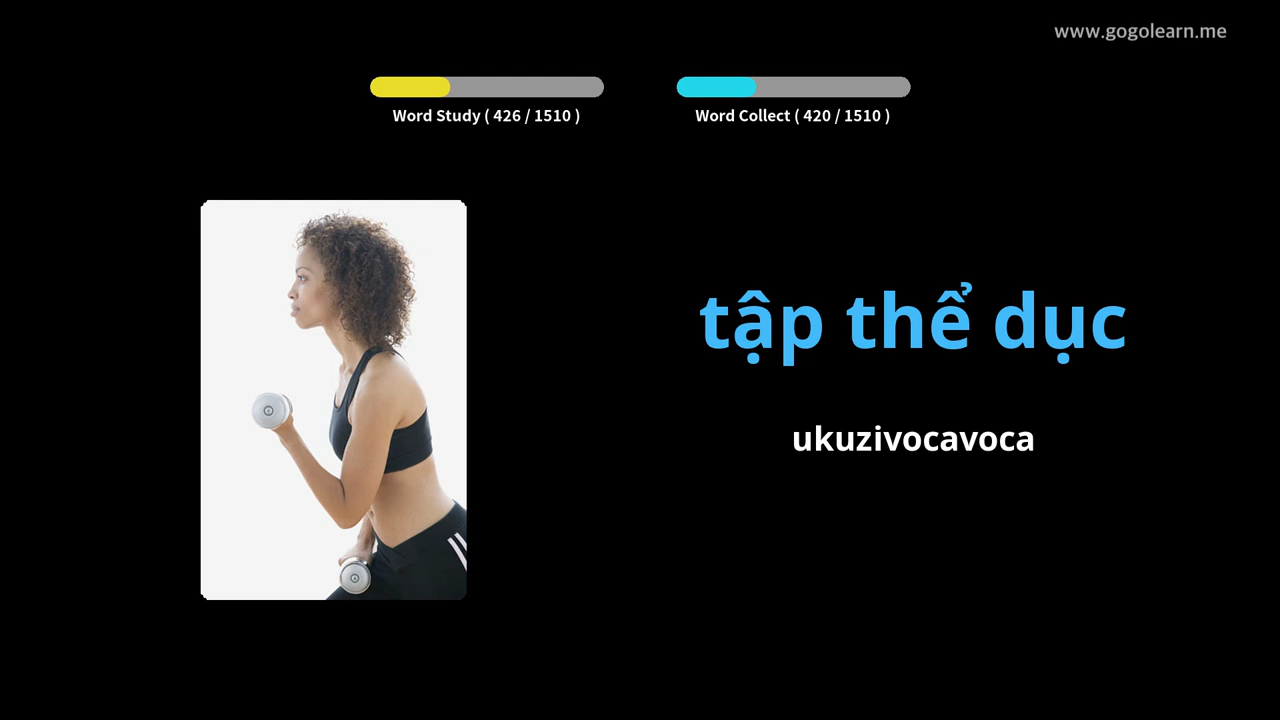 www.gogolearn.me
Word Study ( 426 / 1510 )
Word Collect ( 420 / 1510 )
tập thể dục
ukuzivocavoca